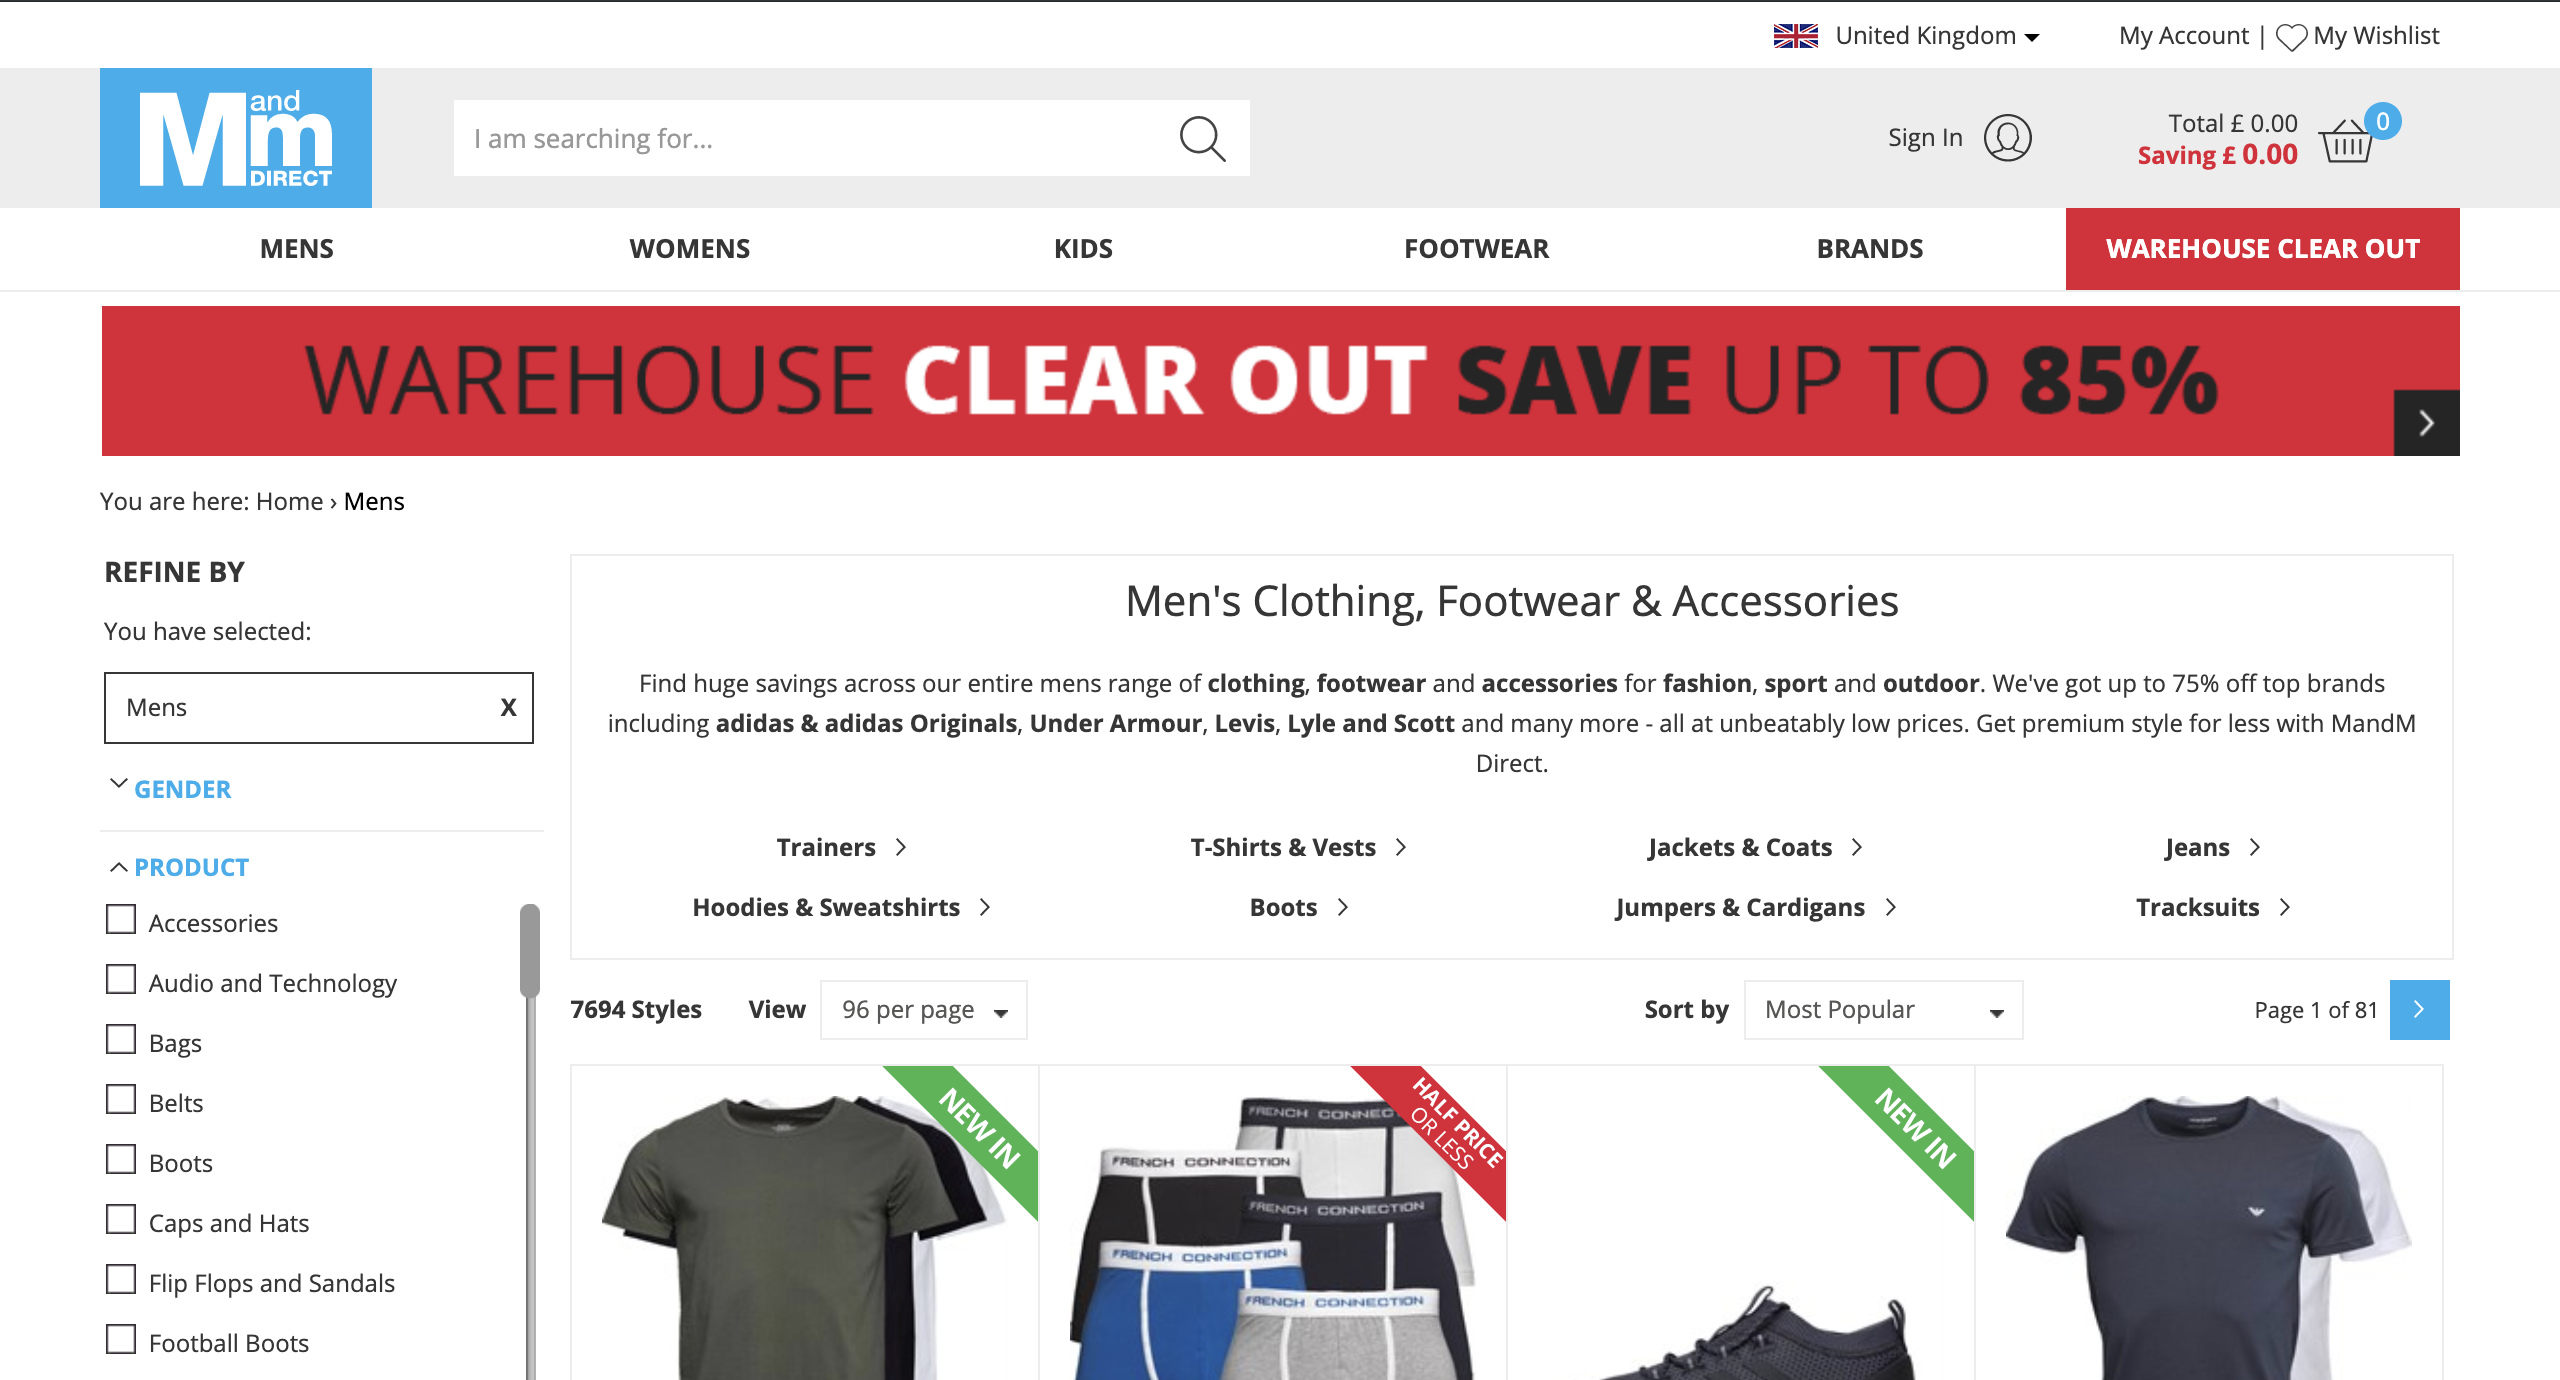 United Kingdom
My Account | My Wishlist
M and m DIRECT
I am searching for...
Sign In
Total £ 0.00
Saving £ 0.00
0
MENS
WOMENS
KIDS
FOOTWEAR
BRANDS
WAREHOUSE CLEAR OUT
WAREHOUSE CLEAR OUT SAVE UP TO 85%
You are here: Home › Mens
REFINE BY
You have selected:
Mens X
GENDER
PRODUCT
Accessories
Audio and Technology
Bags
Belts
Boots
Caps and Hats
Flip Flops and Sandals
Football Boots
Men's Clothing, Footwear & Accessories
Find huge savings across our entire mens range of clothing, footwear and accessories for fashion, sport and outdoor. We've got up to 75% off top brands
including adidas & adidas Originals, Under Armour, Levis, Lyle and Scott and many more - all at unbeatably low prices. Get premium style for less with MandM
Direct.
Trainers
T-Shirts & Vests
Jackets & Coats
Jeans
Hoodies & Sweatshirts
Boots
Jumpers & Cardigans
Tracksuits
7694 Styles
View
96 per page
Sort by
Most Popular
Page 1 of 81
NEW IN
HALF PRICE
OR LESS
FRENCH CONNEC
FRENCH CONNECTION
FRENCH CONNECTION
FRENCH CONNECTION
FRENCH CONNECTION
NEW IN